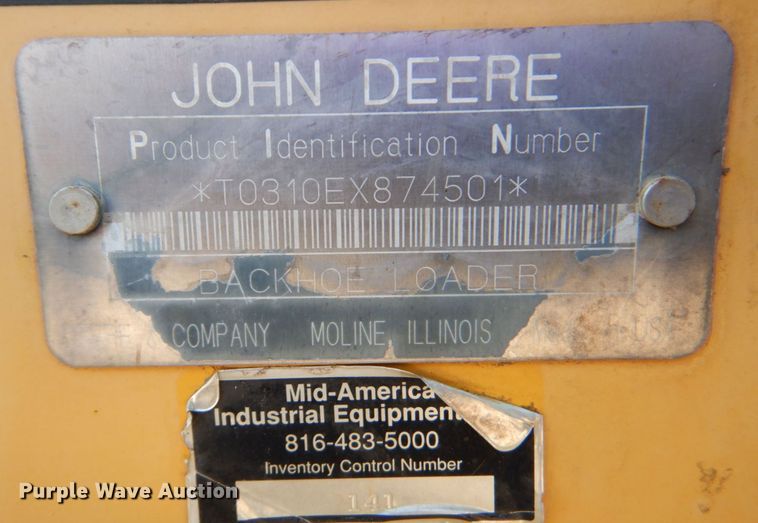 JOHN DEERE
Product Identification Number
*T0310EX874501*
BACKHOE LOADER
& COMPANY MOLINE ILLINOIS
Mid-America
Industrial Equipment
816-483-5000
Inventory Control Number
141
Purple Wave Auction